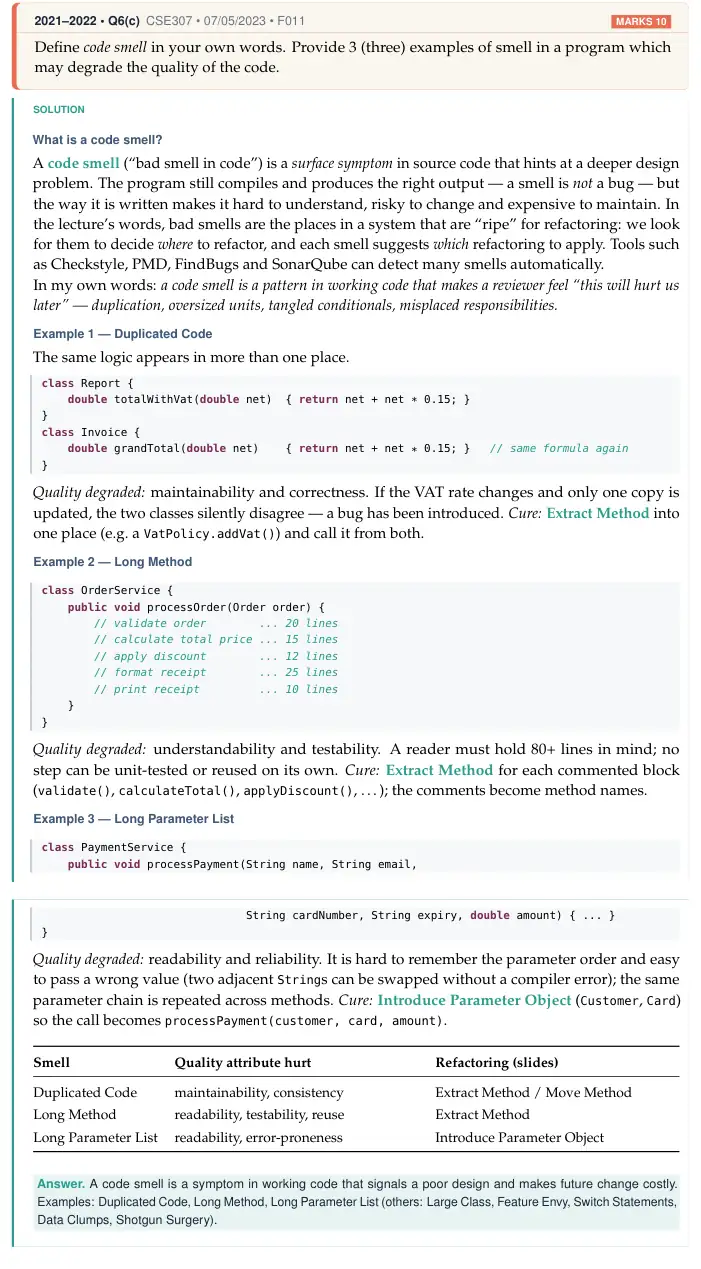 2021–2022 • Q6(c) CSE307 • 07/05/2023 • F011 MARKS 10
Define code smell in your own words. Provide 3 (three) examples of smell in a program which
may degrade the quality of the code.
SOLUTION
What is a code smell?
A code smell (“bad smell in code”) is a surface symptom in source code that hints at a deeper design
problem. The program still compiles and produces the right output — a smell is not a bug — but
the way it is written makes it hard to understand, risky to change and expensive to maintain. In
the lecture’s words, bad smells are the places in a system that are “ripe” for refactoring: we look
for them to decide where to refactor, and each smell suggests which refactoring to apply. Tools such
as Checkstyle, PMD, FindBugs and SonarQube can detect many smells automatically.
In my own words: a code smell is a pattern in working code that makes a reviewer feel “this will hurt us
later” — duplication, oversized units, tangled conditionals, misplaced responsibilities.
Example 1 — Duplicated Code
The same logic appears in more than one place.
class Report {
    double totalWithVat(double net)  { return net + net * 0.15; }
}
class Invoice {
    double grandTotal(double net)    { return net + net * 0.15; }   // same formula again
}
Quality degraded: maintainability and correctness. If the VAT rate changes and only one copy is
updated, the two classes silently disagree — a bug has been introduced. Cure: Extract Method into
one place (e.g. a VatPolicy.addVat()) and call it from both.
Example 2 — Long Method
class OrderService {
    public void processOrder(Order order) {
        // validate order        ... 20 lines
        // calculate total price ... 15 lines
        // apply discount        ... 12 lines
        // format receipt        ... 25 lines
        // print receipt         ... 10 lines
    }
}
Quality degraded: understandability and testability. A reader must hold 80+ lines in mind; no
step can be unit-tested or reused on its own. Cure: Extract Method for each commented block
(validate(), calculateTotal(), applyDiscount(), ...); the comments become method names.
Example 3 — Long Parameter List
class PaymentService {
    public void processPayment(String name, String email,
                               String cardNumber, String expiry, double amount) { ... }
}
Quality degraded: readability and reliability. It is hard to remember the parameter order and easy
to pass a wrong value (two adjacent Strings can be swapped without a compiler error); the same
parameter chain is repeated across methods. Cure: Introduce Parameter Object (Customer, Card)
so the call becomes processPayment(customer, card, amount).
Smell Quality attribute hurt Refactoring (slides)
Duplicated Code maintainability, consistency Extract Method / Move Method
Long Method readability, testability, reuse Extract Method
Long Parameter List readability, error-proneness Introduce Parameter Object
Answer. A code smell is a symptom in working code that signals a poor design and makes future change costly.
Examples: Duplicated Code, Long Method, Long Parameter List (others: Large Class, Feature Envy, Switch Statements,
Data Clumps, Shotgun Surgery).